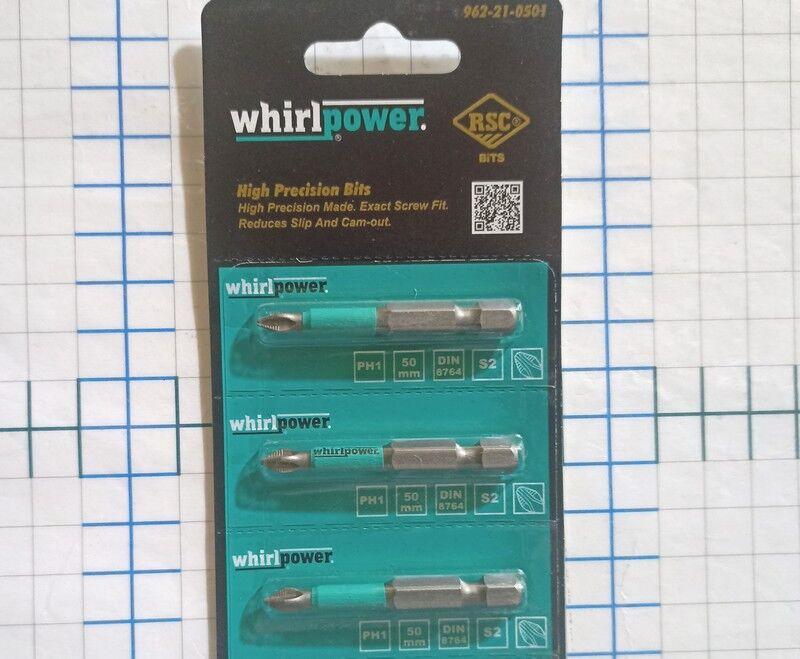 962-21-0501
whirlpower.
®
RSC®
BiTS
High Precision Bits
High Precision Made. Exact Screw Fit.
Reduces Slip And Cam-out.
whirlpower.
PH1 50 mm DIN 8764 S2
whirlpower.
whirlpower.
PH1 50 mm DIN 8764 S2
whirlpower.
PH1 50 mm DIN 8764 S2